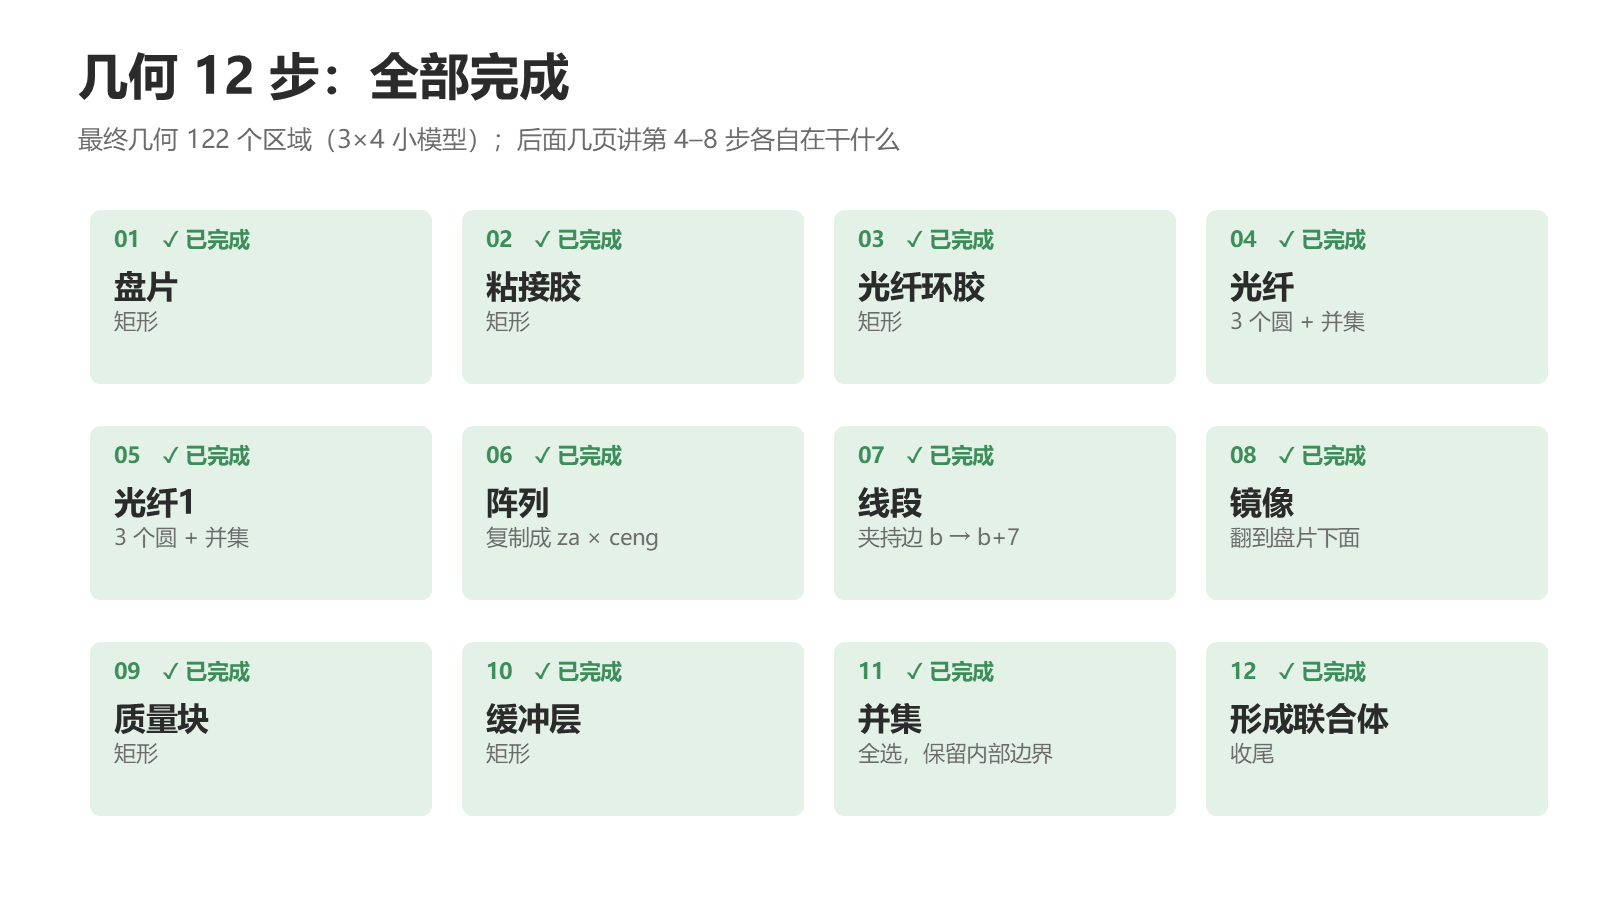 几何 12 步：全部完成
最终几何 122 个区域（3×4 小模型）；后面几页讲第 4–8 步各自在干什么
01 ✓ 已完成
盘片
矩形
02 ✓ 已完成
粘接胶
矩形
03 ✓ 已完成
光纤环胶
矩形
04 ✓ 已完成
光纤
3 个圆 + 并集
05 ✓ 已完成
光纤1
3 个圆 + 并集
06 ✓ 已完成
阵列
复制成 za × ceng
07 ✓ 已完成
线段
夹持边 b → b+7
08 ✓ 已完成
镜像
翻到盘片下面
09 ✓ 已完成
质量块
矩形
10 ✓ 已完成
缓冲层
矩形
11 ✓ 已完成
并集
全选，保留内部边界
12 ✓ 已完成
形成联合体
收尾